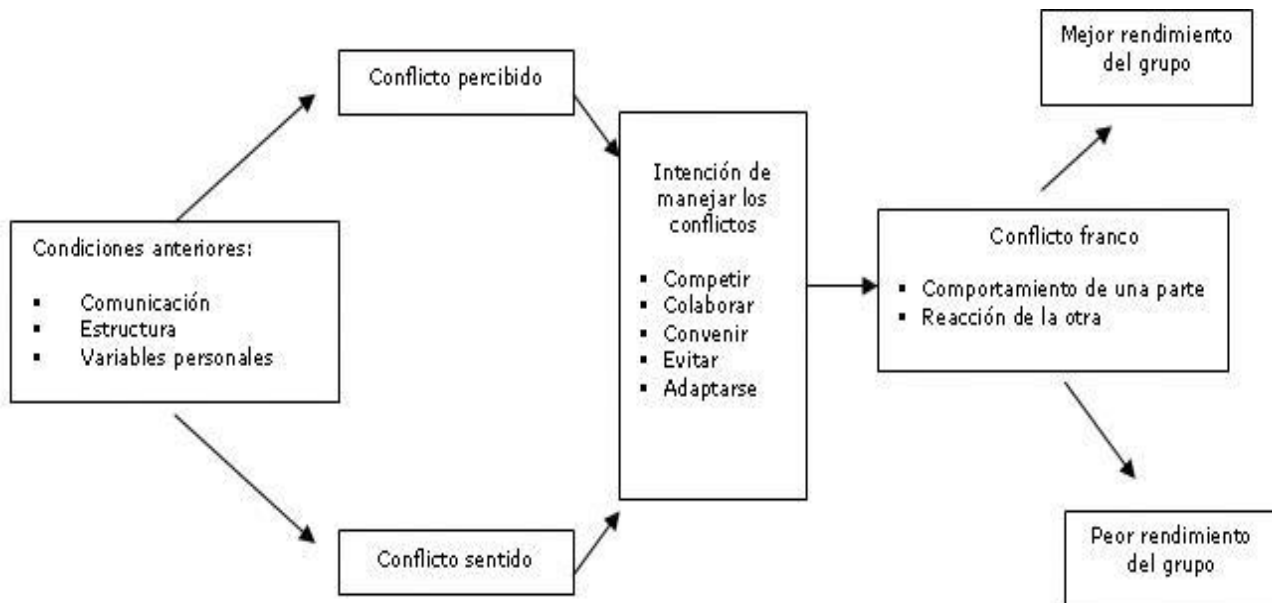 Mejor rendimiento
del grupo
Conflicto percibido
Intención de
manejar los
conflictos
▪ Competir
▪ Colaborar
▪ Convenir
▪ Evitar
▪ Adaptarse
Condiciones anteriores:
▪ Comunicación
▪ Estructura
▪ Variables personales
Conflicto franco
▪ Comportamiento de una parte
▪ Reacción de la otra
Conflicto sentido
Peor rendimiento
del grupo